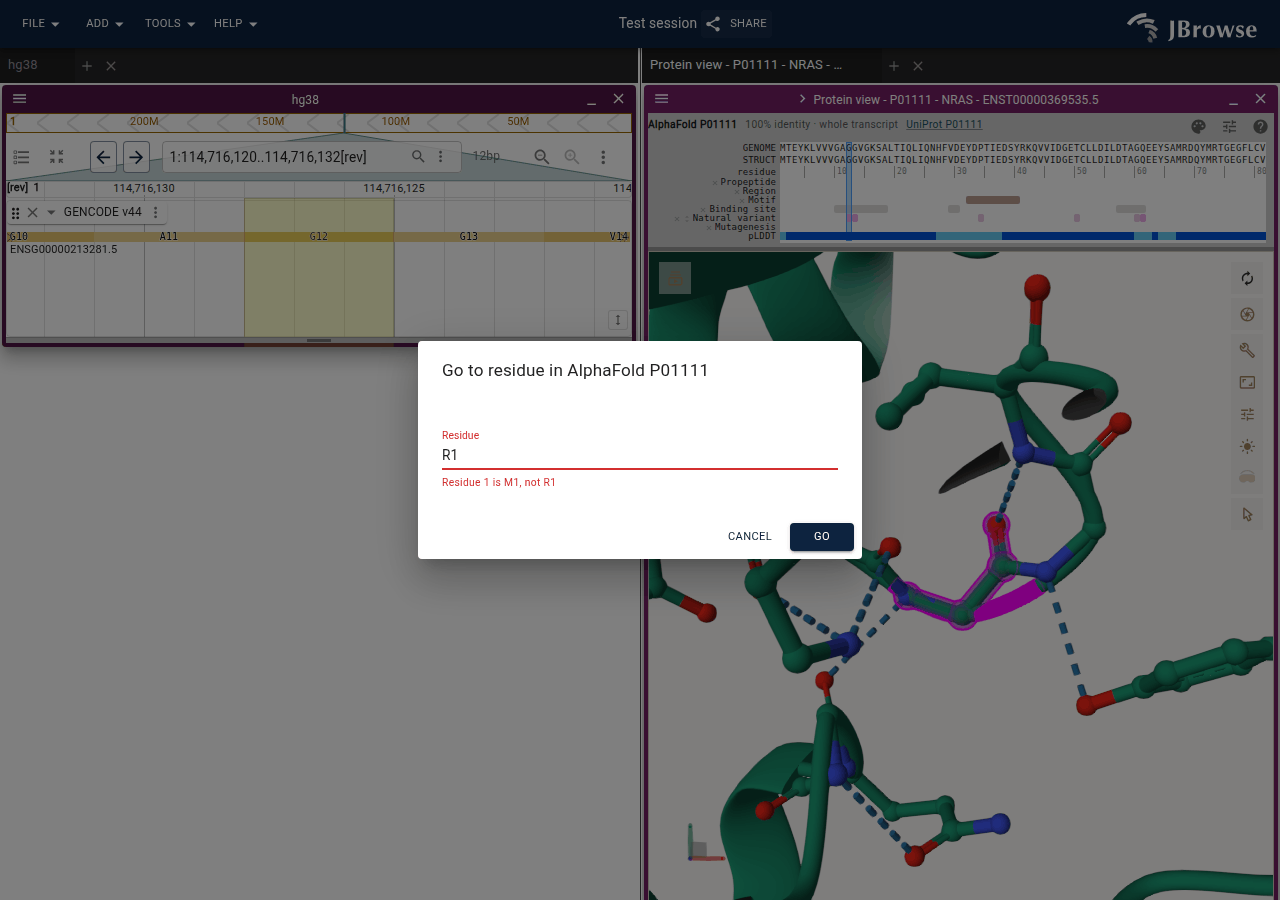 FILE ADD TOOLS HELP Test session SHARE JBrowse
hg38
Protein view - P01111 - NRAS - …
hg38
Protein view - P01111 - NRAS - ENST00000369535.5
1 200M 150M 100M 50M
1:114,716,120..114,716,132[rev] 12bp
[rev] 1 114,716,130 114,716,125 114
GENCODE v44
G10 A11 G12 G13 V14
ENSG00000213281.5
AlphaFold P01111 100% identity · whole transcript UniProt P01111
GENOME MTEYKLVVVGAGGVGKSALTIQLIQNHFVDEYDPTIEDSYRKQVVIDGETCLLDILDTAGQEEYSAMRDQYMRTGEGFLCV
STRUCT MTEYKLVVVGAGGVGKSALTIQLIQNHFVDEYDPTIEDSYRKQVVIDGETCLLDILDTAGQEEYSAMRDQYMRTGEGFLCV
residue 10 20 30 40 50 60 70 80
× Propeptide
× Region
× Motif
× Binding site
× : Natural variant
× Mutagenesis
pLDDT
Go to residue in AlphaFold P01111
Residue
R1
Residue 1 is M1, not R1
CANCEL GO